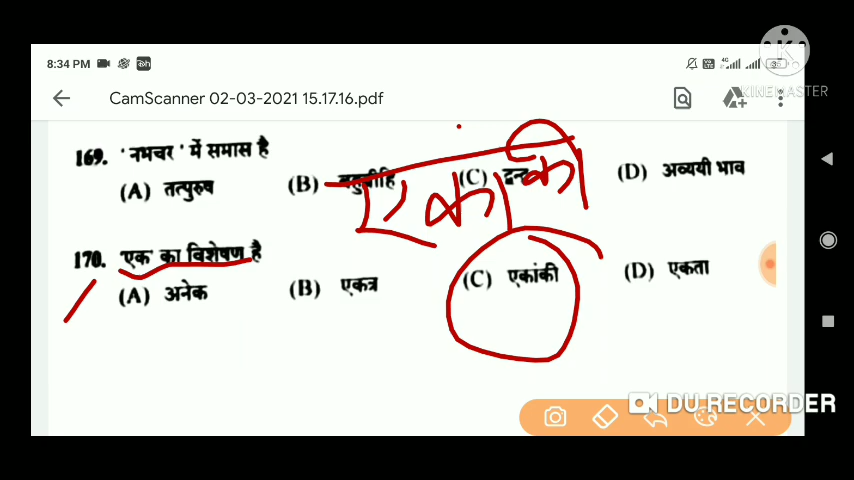 8:34 PM
4G
KINEMASTER
CamScanner 02-03-2021 15.17.16.pdf
169. 'नभचर' में समास है
(A) तत्पुरुष (B) बहुव्रीहि (C) द्वन्द (D) अव्ययी भाव
170. 'एक' का विशेषण है
(A) अनेक (B) एकत्र (C) एकांकी (D) एकता
DU RECORDER